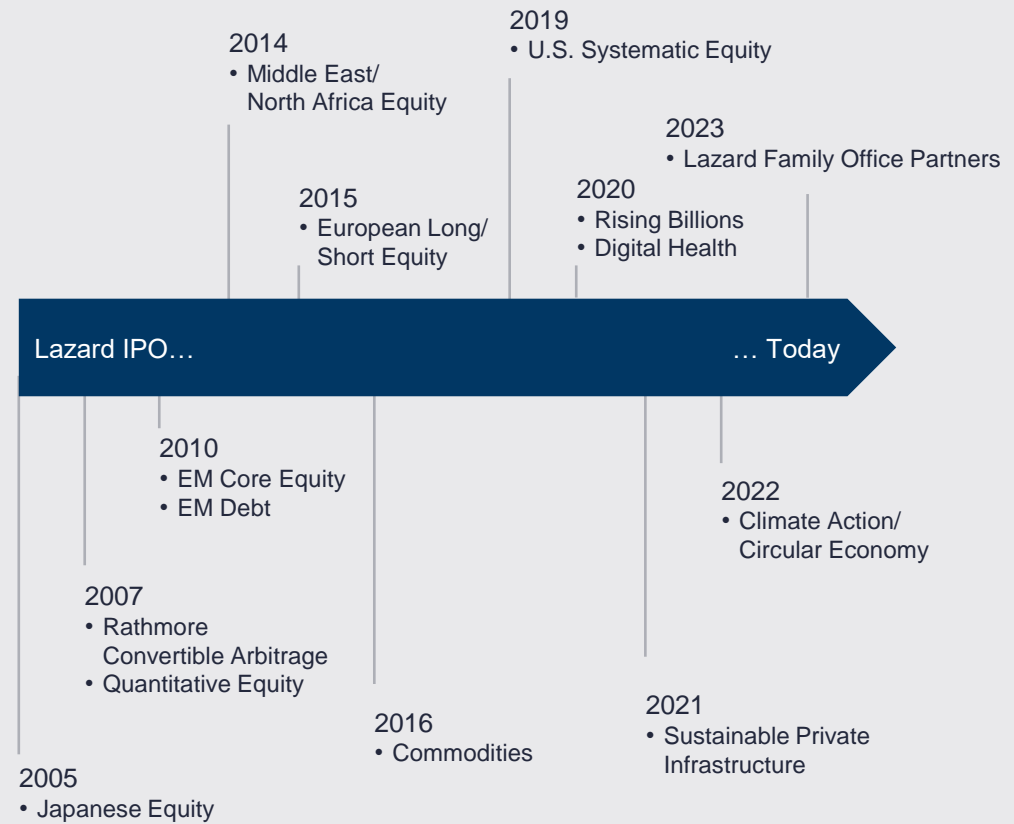 2019
• U.S. Systematic Equity
2014
• Middle East/
North Africa Equity
2023
• Lazard Family Office Partners
2015
• European Long/
Short Equity
2020
• Rising Billions
• Digital Health
Lazard IPO…
… Today
2010
• EM Core Equity
• EM Debt
2022
• Climate Action/
Circular Economy
2007
• Rathmore
Convertible Arbitrage
• Quantitative Equity
2016
• Commodities
2021
• Sustainable Private
Infrastructure
2005
• Japanese Equity